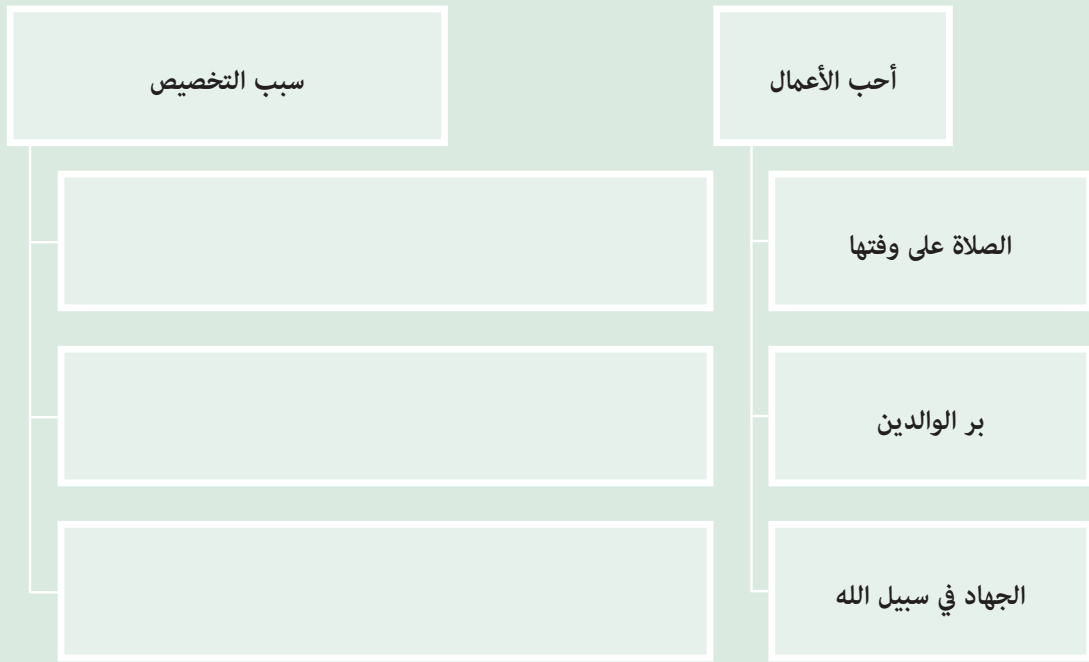 أحب الأعمال
سبب التخصيص
الصلاة على وفتها
بر الوالدين
الجهاد في سبيل الله